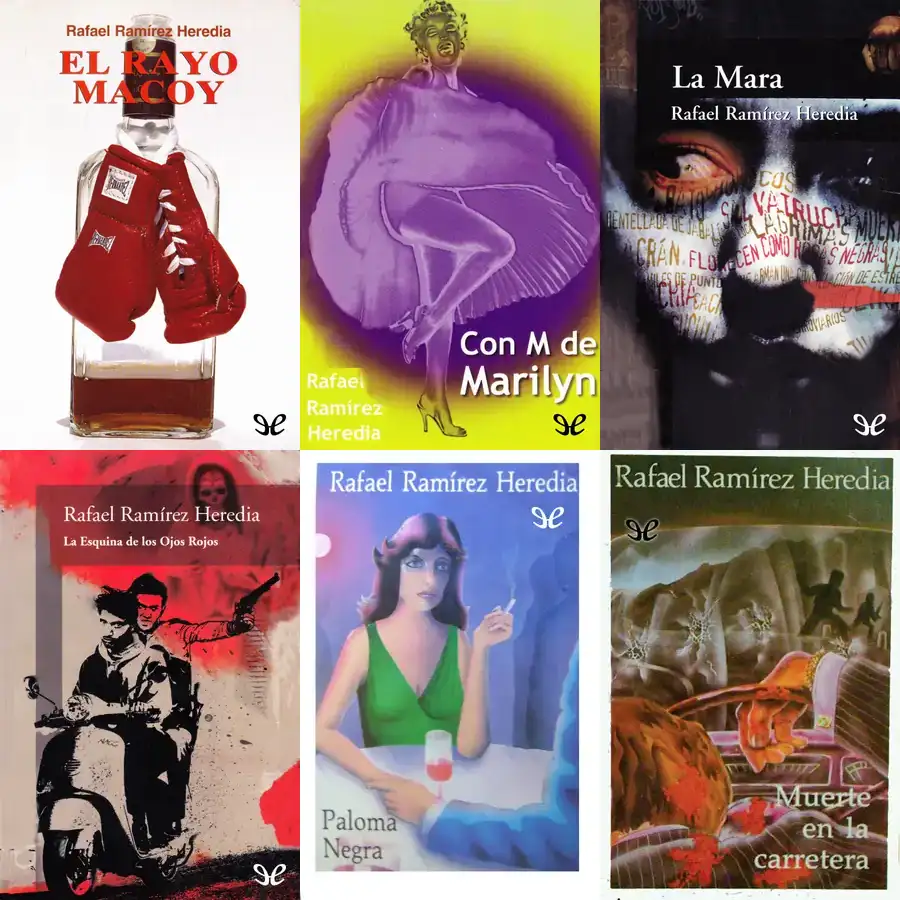 Rafael Ramírez Heredia
EL RAYO
MACOY
Con M de
Marilyn
Rafael
Ramírez
Heredia
La Mara
Rafael Ramírez Heredia
SALVATRUCHA
LÁGRIMAS
Rafael Ramírez Heredia
La Esquina de los Ojos Rojos
Rafael Ramírez Heredia
Paloma
Negra
Rafael Ramírez Heredia
Muerte
en la
carretera